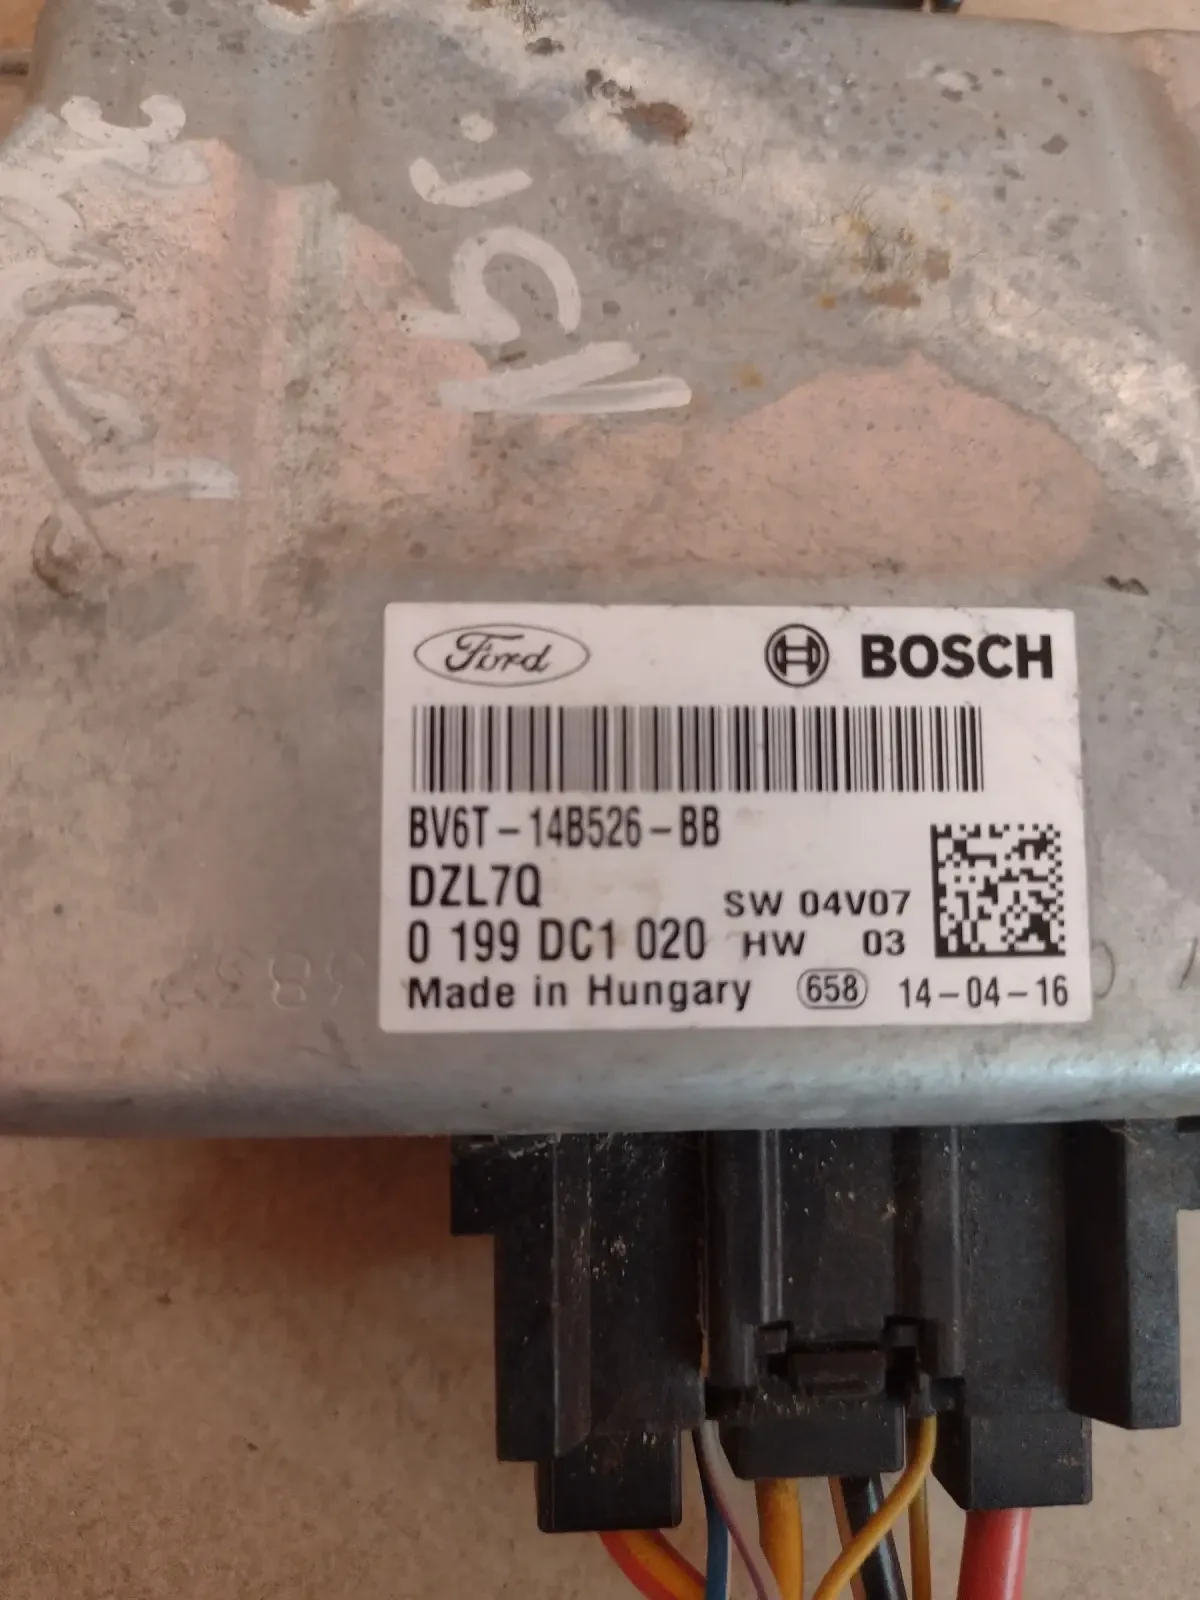 Ford BOSCH
BV6T-14B526-BB
DZL7Q
SW 04V07
0 199 DC1 020 HW 03
Made in Hungary 658 14-04-16